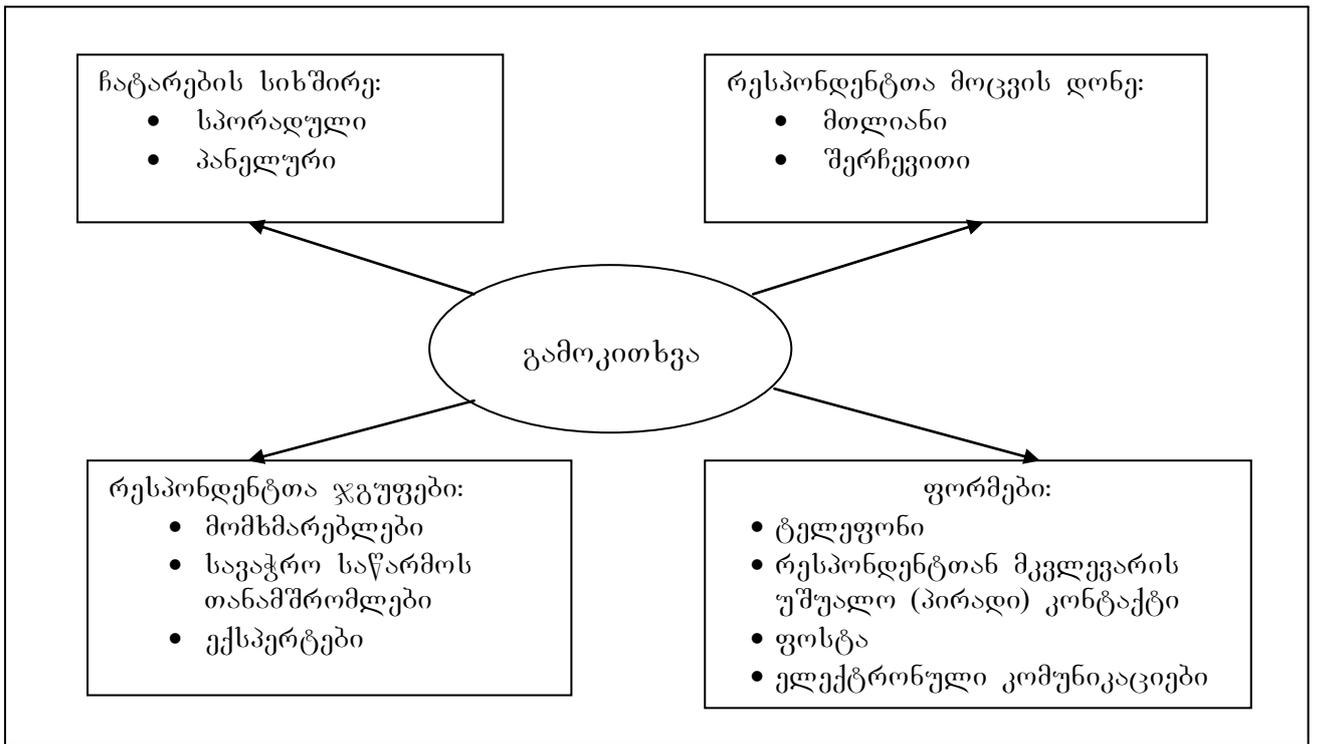 ჩატარების სიხშირე:
• სპორადული
• პანელური
რესპონდენტთა მოცვის დონე:
• მთლიანი
• შერჩევითი
გამოკითხვა
რესპონდენტთა ჯგუფები:
• მომხმარებლები
• სავაჭრო საწარმოს
თანამშრომლები
• ექსპერტები
ფორმები:
• ტელეფონი
• რესპონდენტთან მკვლევარის
უშუალო (პირადი) კონტაქტი
• ფოსტა
• ელექტრონული კომუნიკაციები